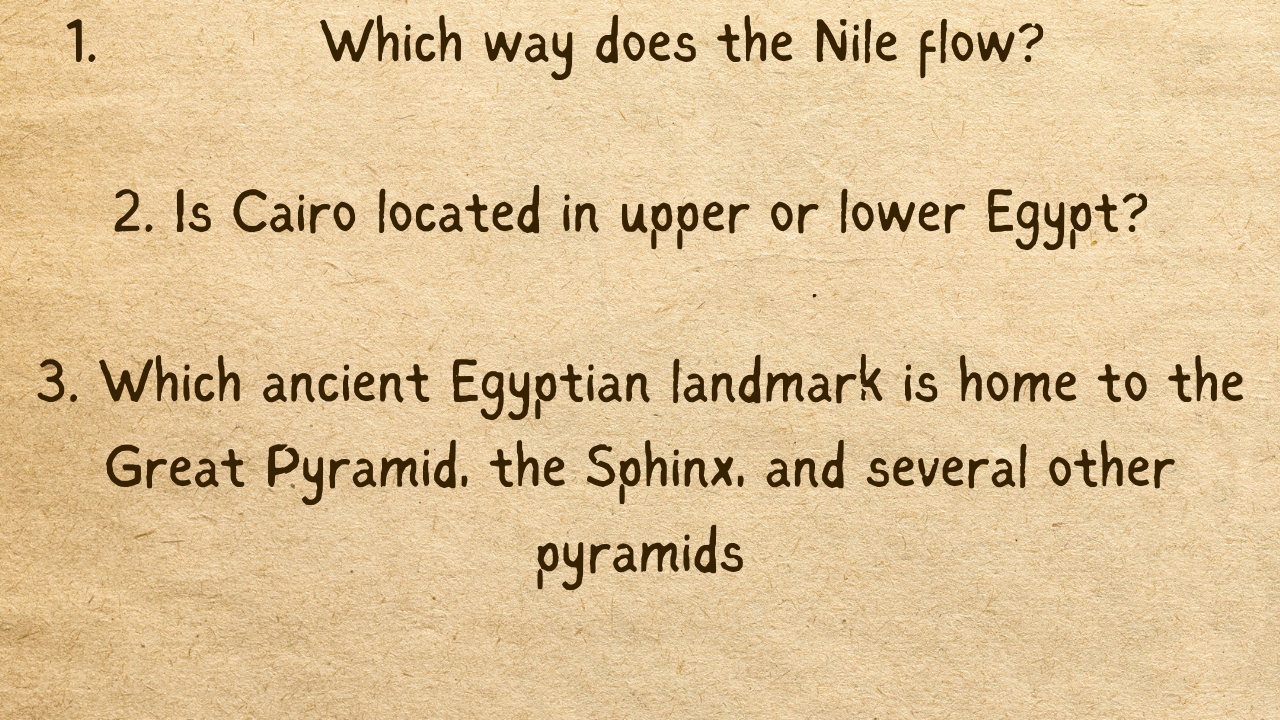 1. Which way does the Nile flow?
2. Is Cairo located in upper or lower Egypt?
3. Which ancient Egyptian landmark is home to the
Great Pyramid, the Sphinx, and several other
pyramids